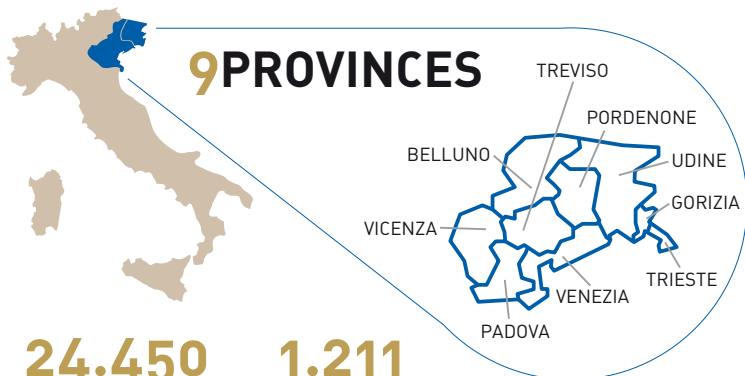 9PROVINCES
TREVISO
PORDENONE
BELLUNO
UDINE
GORIZIA
VICENZA
TRIESTE
VENEZIA
PADOVA
24.450 1.211